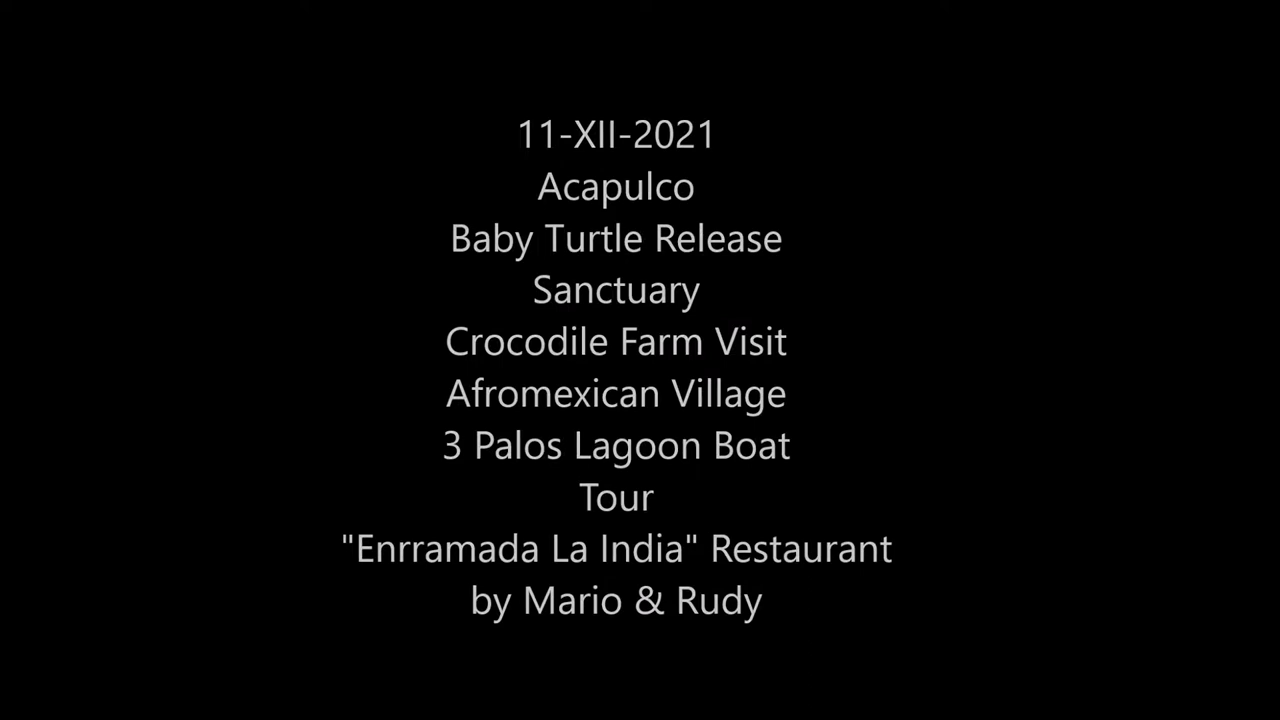 11-XII-2021
Acapulco
Baby Turtle Release
Sanctuary
Crocodile Farm Visit
Afromexican Village
3 Palos Lagoon Boat
Tour
"Enrramada La India" Restaurant
by Mario & Rudy